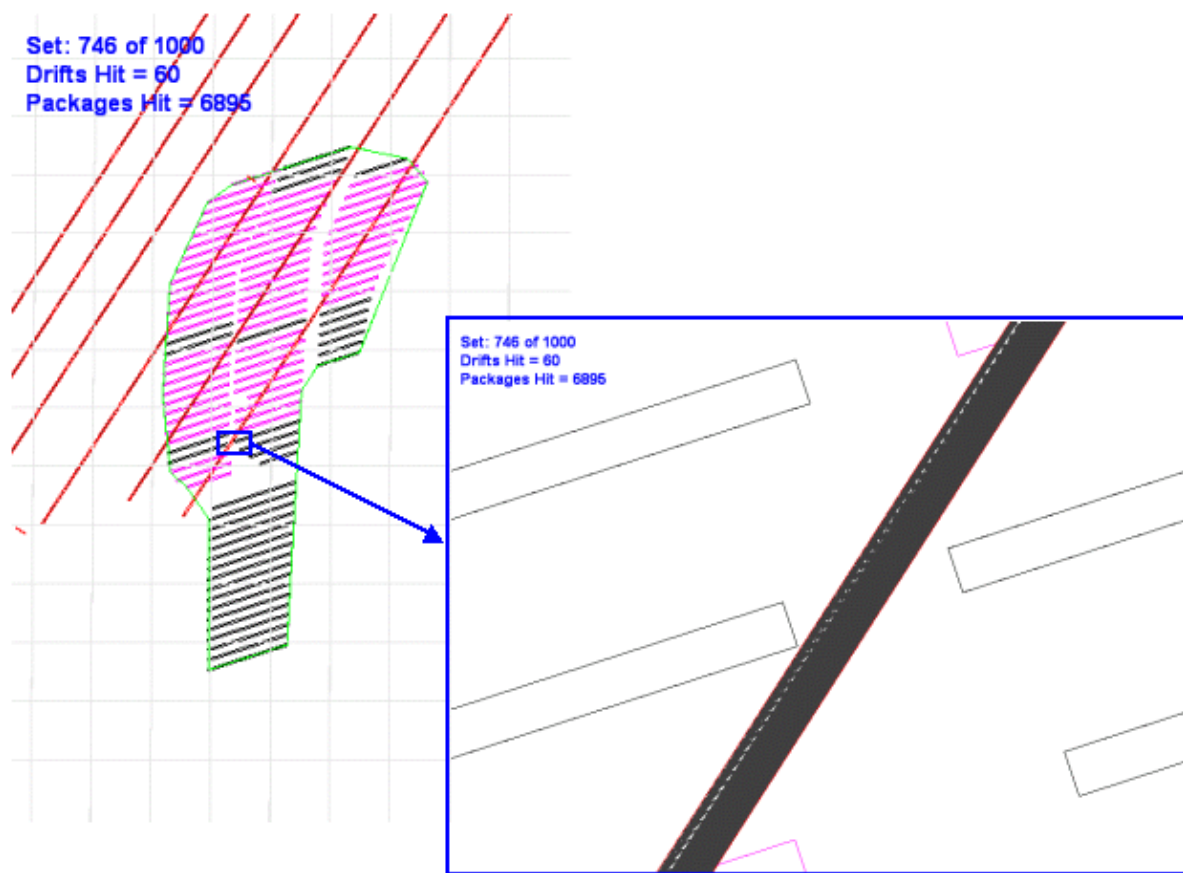 Set: 746 of 1000
Drifts Hit = 60
Packages Hit = 6895
Set: 746 of 1000
Drifts Hit = 60
Packages Hit = 6895